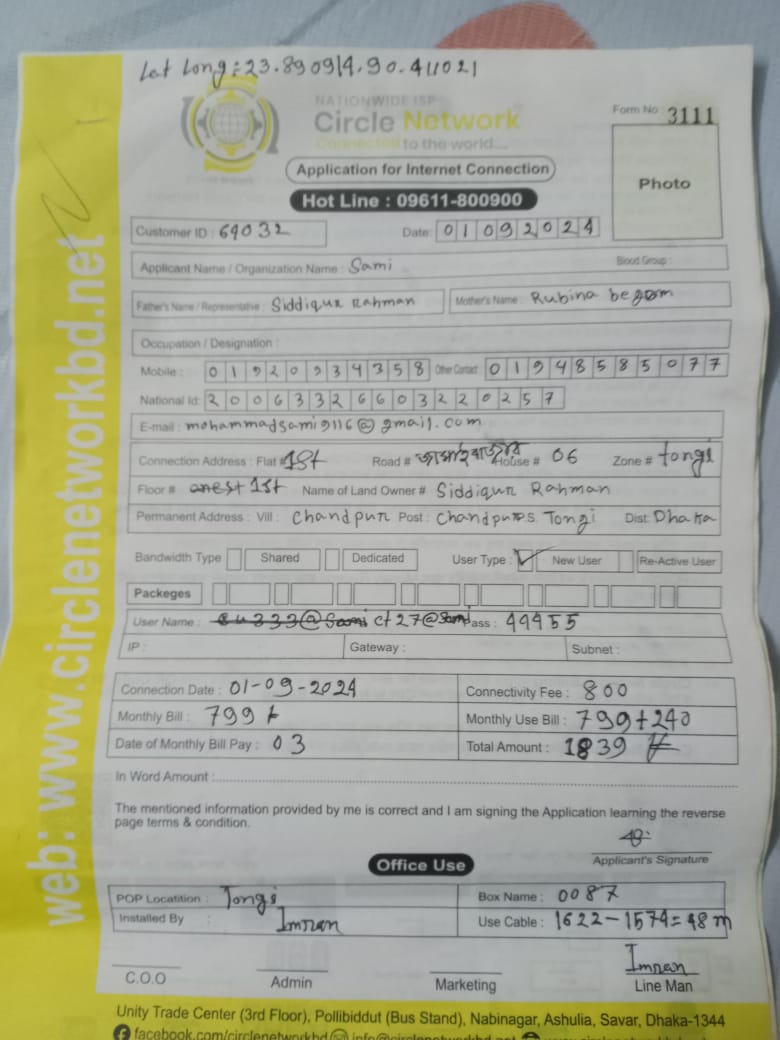 Lat Long: 23.890914, 90.411021
NATIONWIDE ISP
Circle Network
Connected to the world...
Form No : 3111
Application for Internet Connection
Photo
Hot Line : 09611-800900
Customer ID : 69032 Date: 01092024
Applicant Name / Organization Name : Sami Blood Group :
Father's Name / Representative : Siddiqur Rahman Mother's Name : Rubina begom
Occupation / Designation :
Mobile : 01920934358 Other Contact 01948585077
National Id: 20063326603220257
E-mail : mohammadsami9116@gmail.com
Connection Address : Flat # 1st Road # House # 06 Zone # tongi
Floor # 1st Name of Land Owner # Siddiqur Rahman
Permanent Address : Vill : Chandpur Post : Chandpur Tongi Dist: Dhaka
Bandwidth Type Shared Dedicated User Type : New User Re-Active User
Packeges
User Name : ct27@Sami Pass : 49455
IP : Gateway : Subnet :
Connection Date : 01-09-2024 Connectivity Fee : 800
Monthly Bill : 799 Monthly Use Bill : 799+240
Date of Monthly Bill Pay : 03 Total Amount : 1839
In Word Amount :
The mentioned information provided by me is correct and I am signing the Application learning the reverse
page terms & condition.
Applicant's Signature
Office Use
POP Locatition : Tongi Box Name : 0087
Installed By : Imran Use Cable : 1622-1574=48m
Imran
C.O.O Admin Marketing Line Man
Unity Trade Center (3rd Floor), Pollibiddut (Bus Stand), Nabinagar, Ashulia, Savar, Dhaka-1344
facebook.com/circlenetworkbd
web: www.circlenetworkbd.net